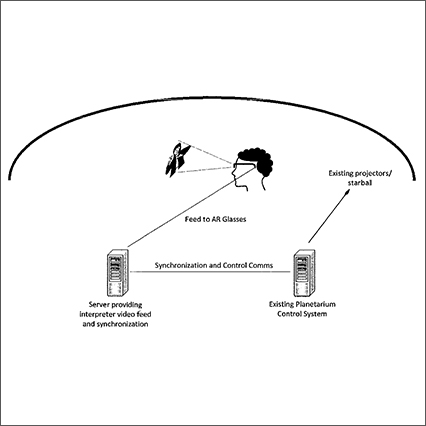 Existing projectors/
starball
Feed to AR Glasses
Synchronization and Control Comms
Server providing
interpreter video feed
and synchronization
Existing Planetarium
Control System